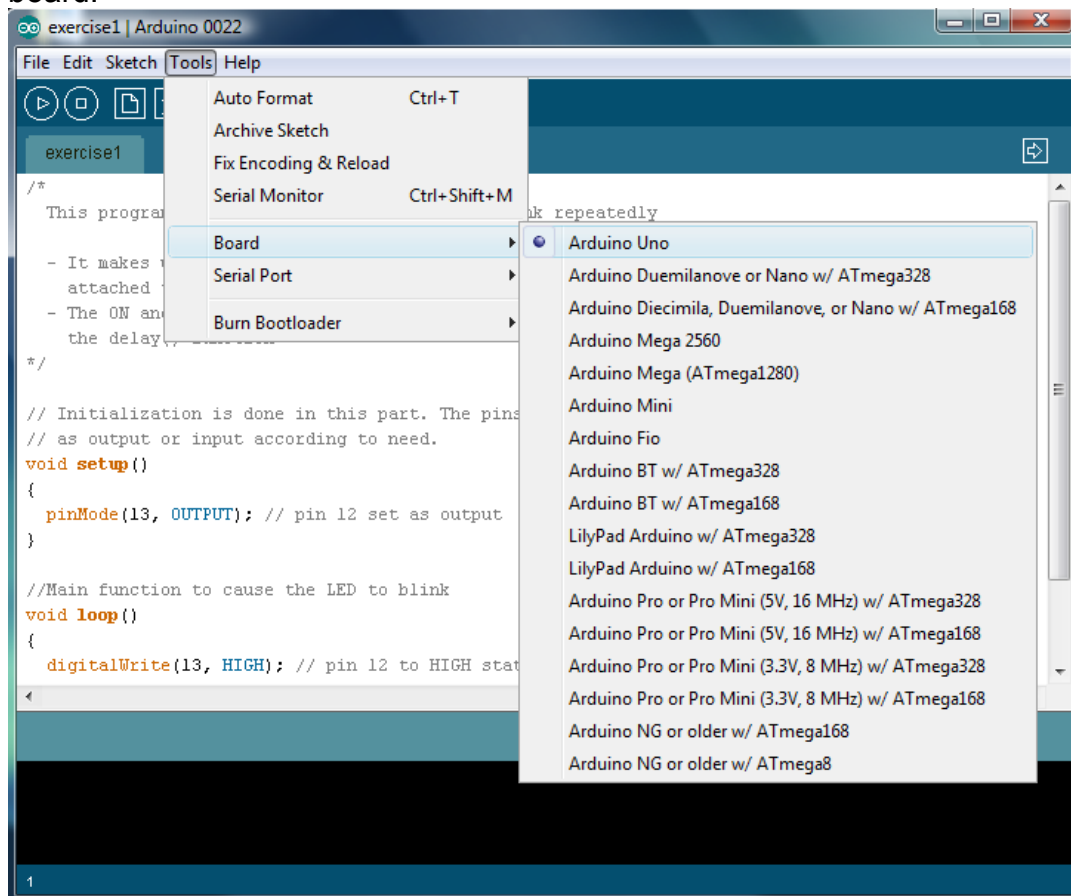 board.
exercise1 | Arduino 0022
File Edit Sketch Tools Help
Auto Format Ctrl+T
Archive Sketch
Fix Encoding & Reload
Serial Monitor Ctrl+Shift+M
Board
Serial Port
Burn Bootloader
Arduino Uno
Arduino Duemilanove or Nano w/ ATmega328
Arduino Diecimila, Duemilanove, or Nano w/ ATmega168
Arduino Mega 2560
Arduino Mega (ATmega1280)
Arduino Mini
Arduino Fio
Arduino BT w/ ATmega328
Arduino BT w/ ATmega168
LilyPad Arduino w/ ATmega328
LilyPad Arduino w/ ATmega168
Arduino Pro or Pro Mini (5V, 16 MHz) w/ ATmega328
Arduino Pro or Pro Mini (5V, 16 MHz) w/ ATmega168
Arduino Pro or Pro Mini (3.3V, 8 MHz) w/ ATmega328
Arduino Pro or Pro Mini (3.3V, 8 MHz) w/ ATmega168
Arduino NG or older w/ ATmega168
Arduino NG or older w/ ATmega8
exercise1
/*
This repeatedly
- It makes
attached
- The ON
the
*/
// Initialization is done in this part. The pins
// as output or input according to need.
void setup()
{
pinMode(13, OUTPUT); // pin 12 set as output
}
//Main function to cause the LED to blink
void loop()
{
digitalWrite(13, HIGH); // pin 12 to HIGH
1